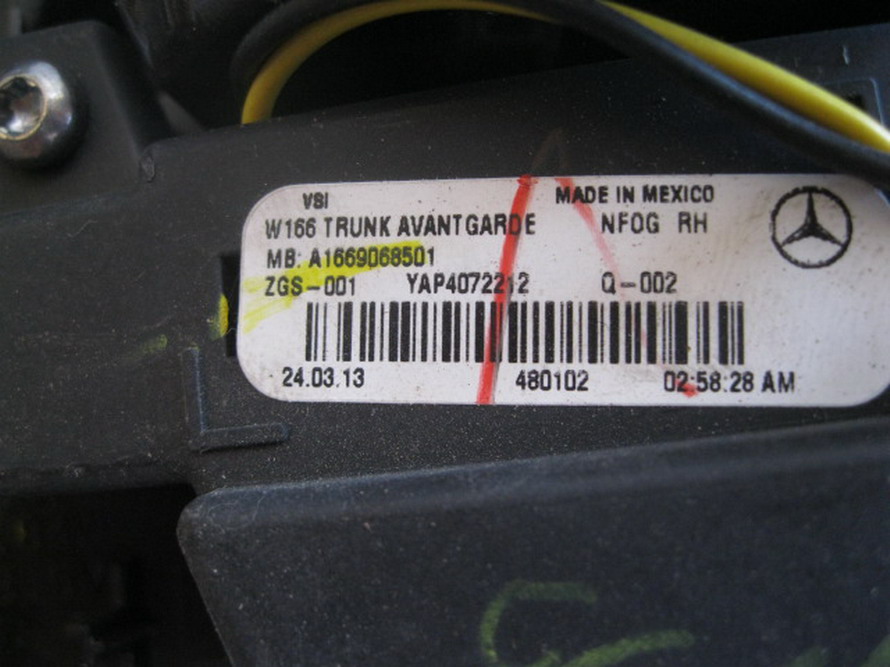 VSI MADE IN MEXICO
W166 TRUNK AVANTGARDE NFOG RH
MB: A1669068501
ZGS-001 YAP4072212 Q-002
24.03.13 480102 02:58:28 AM